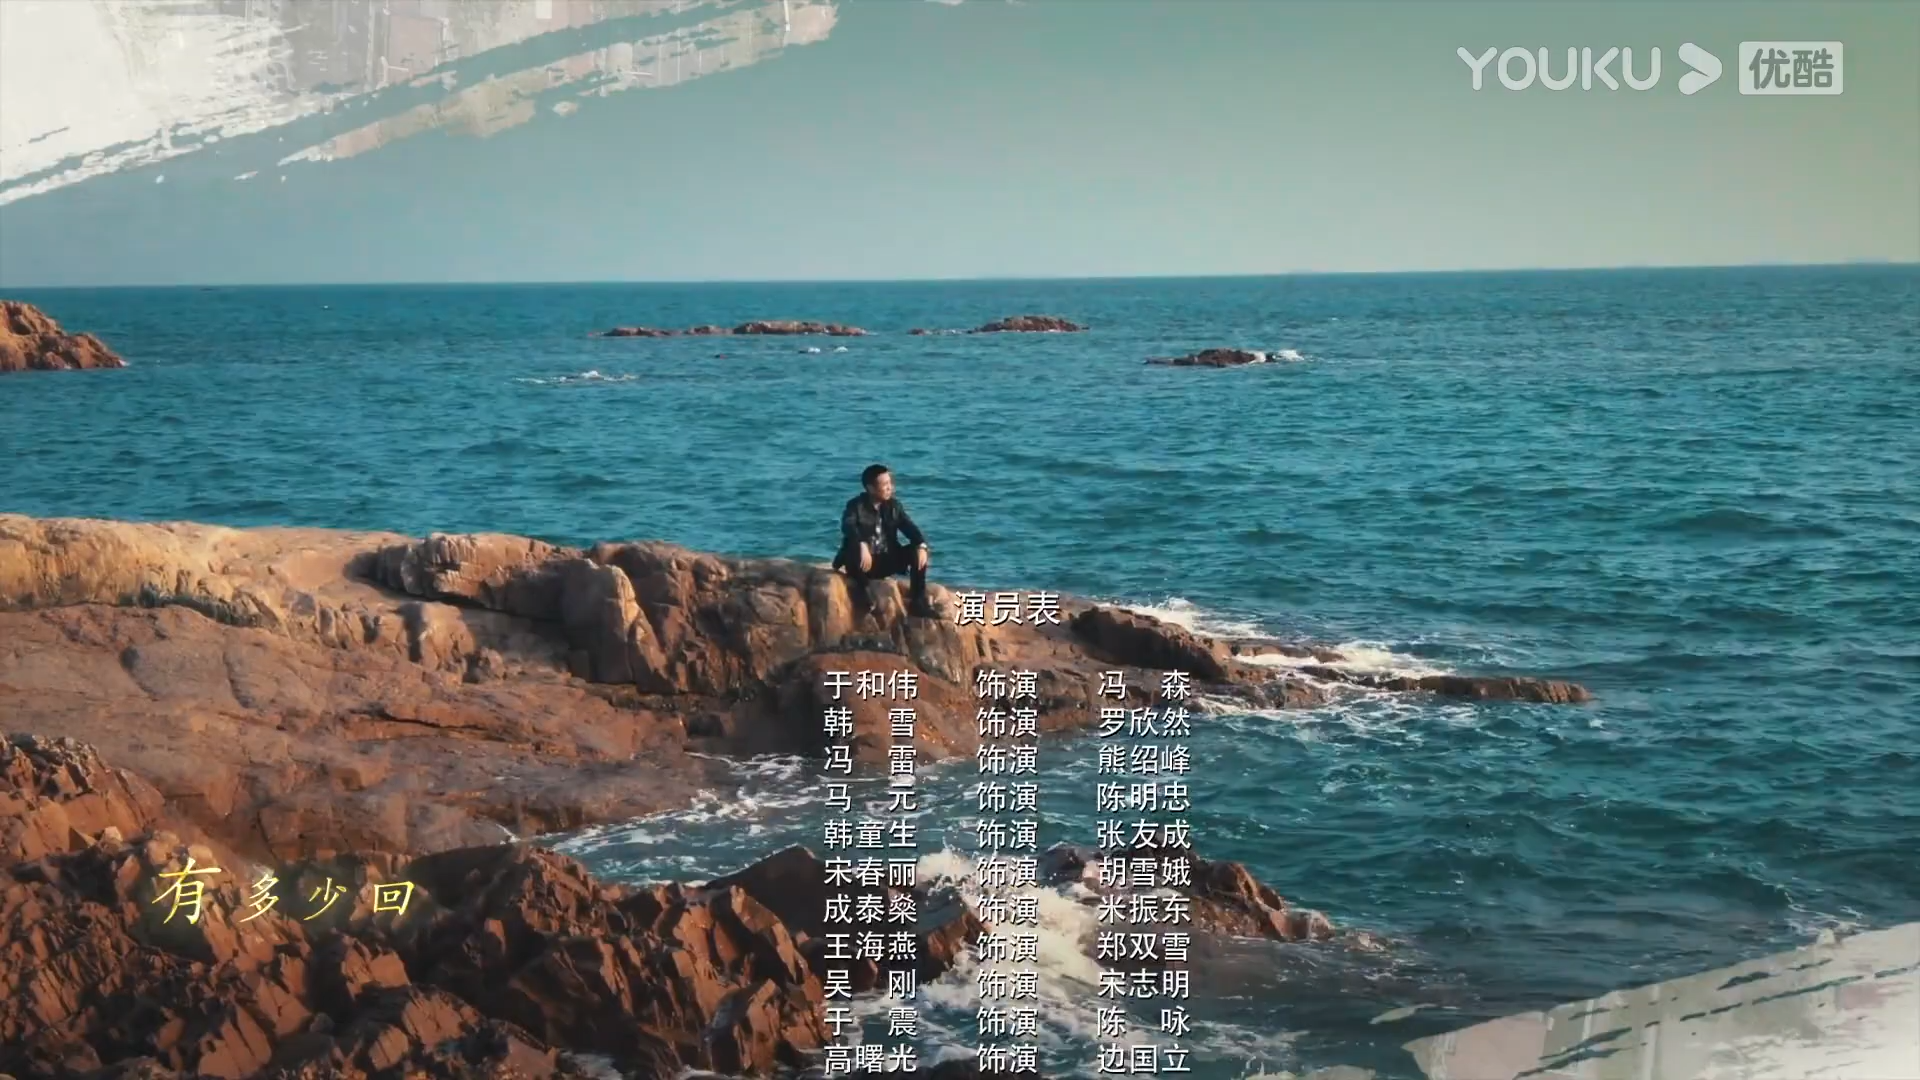 YOUKU 优酷
演员表
于和伟 饰演 冯 森
韩 雪 饰演 罗欣然
冯 雷 饰演 熊绍峰
马 元 饰演 陈明忠
韩童生 饰演 张友成
宋春丽 饰演 胡雪娥
有多少回
成泰燊 饰演 米振东
王海燕 饰演 郑双雪
吴 刚 饰演 宋志明
于 震 饰演 陈 咏
高曙光 饰演 边国立